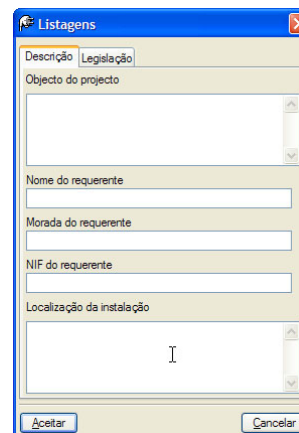 Listagens
Descrição Legislação
Objecto do projecto
Nome do requerente
Morada do requerente
NIF do requerente
Localização da instalação
Aceitar Cancelar